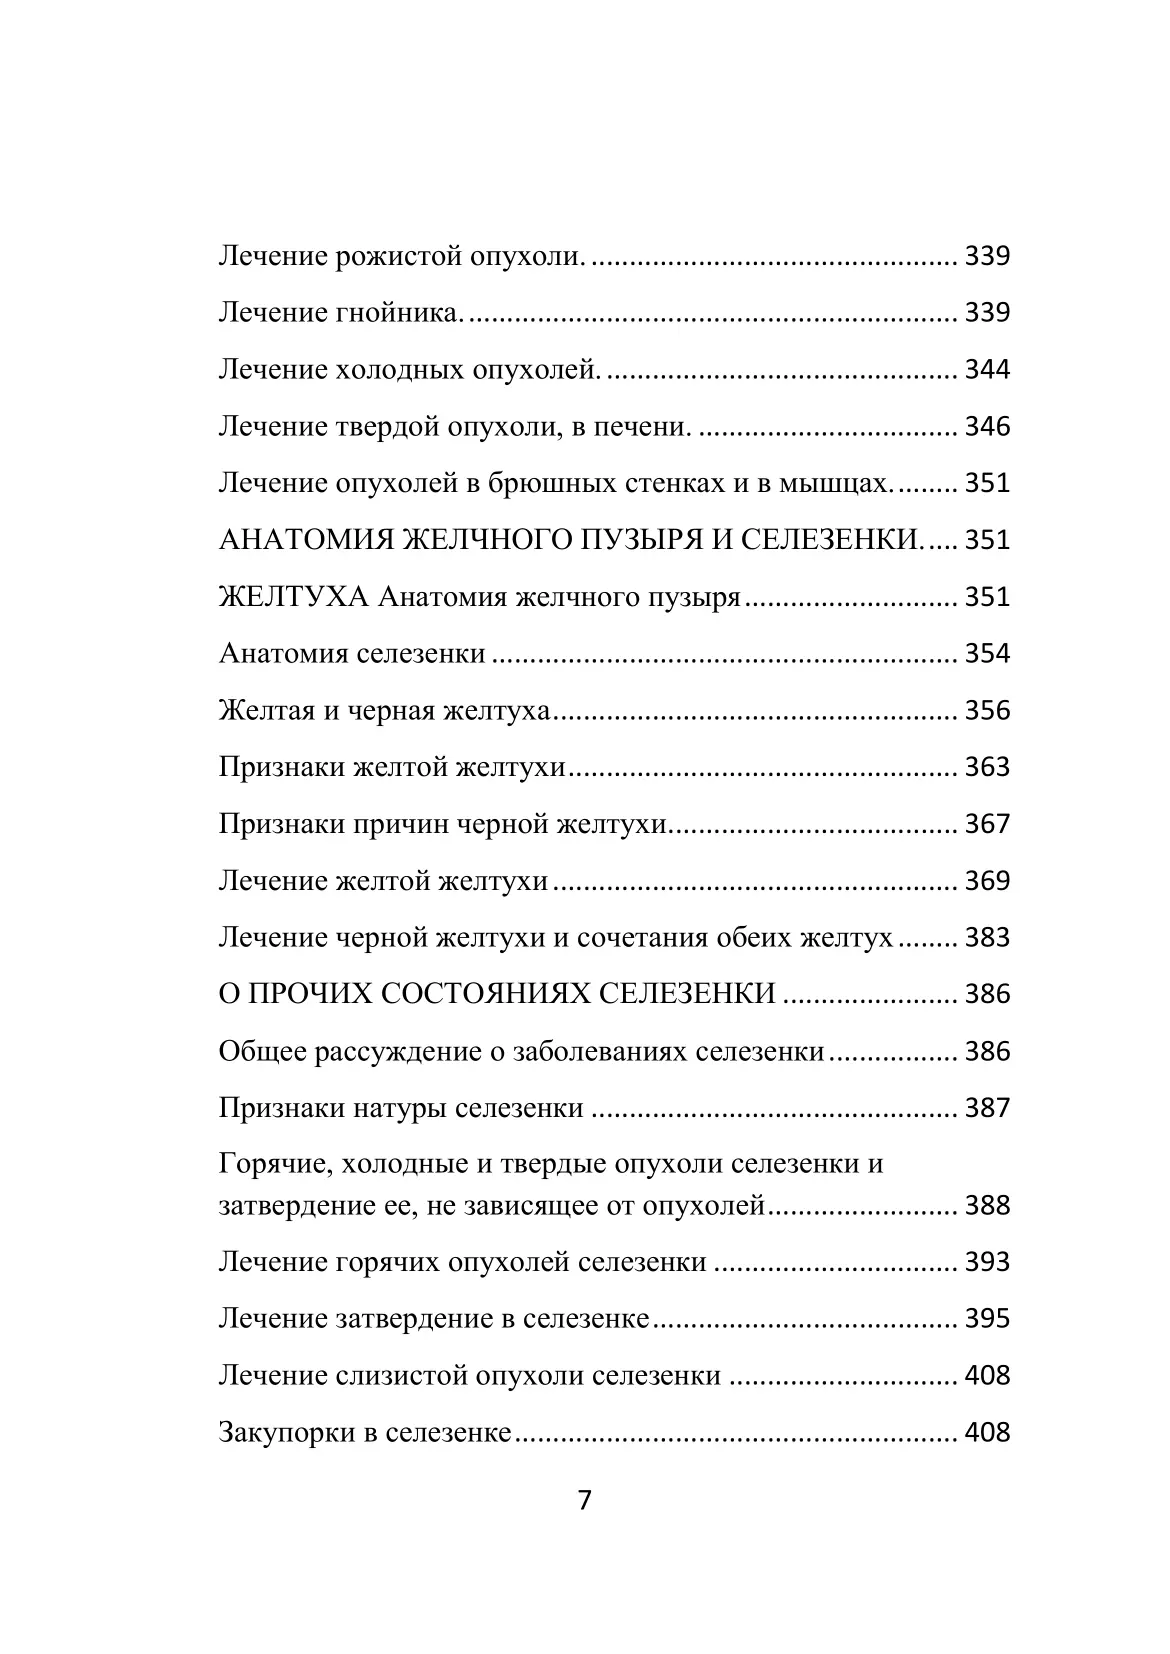 Лечение рожистой опухоли. ................................................ 339
Лечение гнойника. ................................................................ 339
Лечение холодных опухолей. .............................................. 344
Лечение твердой опухоли, в печени. .................................. 346
Лечение опухолей в брюшных стенках и в мышцах. ........ 351
АНАТОМИЯ ЖЕЛЧНОГО ПУЗЫРЯ И СЕЛЕЗЕНКИ. .... 351
ЖЕЛТУХА Анатомия желчного пузыря ............................ 351
Анатомия селезенки ............................................................. 354
Желтая и черная желтуха ..................................................... 356
Признаки желтой желтухи ................................................... 363
Признаки причин черной желтухи ...................................... 367
Лечение желтой желтухи ..................................................... 369
Лечение черной желтухи и сочетания обеих желтух ........ 383
О ПРОЧИХ СОСТОЯНИЯХ СЕЛЕЗЕНКИ ....................... 386
Общее рассуждение о заболеваниях селезенки ................. 386
Признаки натуры селезенки ................................................ 387
Горячие, холодные и твердые опухоли селезенки и
затвердение ее, не зависящее от опухолей ......................... 388
Лечение горячих опухолей селезенки ................................ 393
Лечение затвердение в селезенке ........................................ 395
Лечение слизистой опухоли селезенки .............................. 408
Закупорки в селезенке .......................................................... 408
7